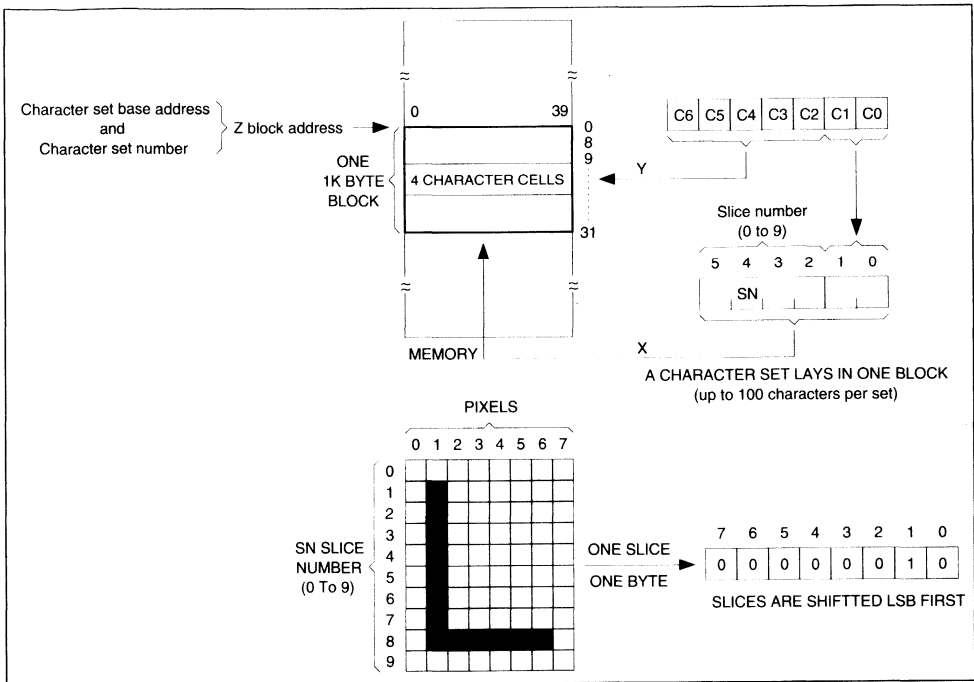 Character set base address
and
Character set number
Z block address
0 39
0
8
9
31
ONE
1K BYTE
BLOCK
4 CHARACTER CELLS
MEMORY
C6 C5 C4 C3 C2 C1 C0
Y
Slice number
(0 to 9)
5 4 3 2 1 0
SN
X
A CHARACTER SET LAYS IN ONE BLOCK
(up to 100 characters per set)
PIXELS
0 1 2 3 4 5 6 7
0
1
2
3
4
5
6
7
8
9
SN SLICE
NUMBER
(0 To 9)
ONE SLICE
ONE BYTE
7 6 5 4 3 2 1 0
0 0 0 0 0 0 1 0
SLICES ARE SHIFTTED LSB FIRST